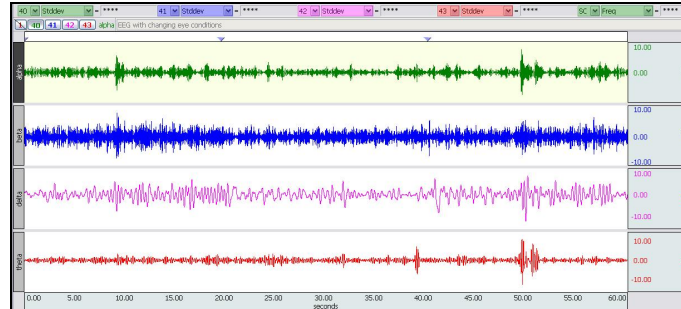 40 Stddev = **** 41 Stddev = **** 42 Stddev = **** 43 Stddev = **** SC Freq = ****
1 40 41 42 43 alpha EEG with changing eye conditions
alpha
10.00
0.00
beta
0.00
-10.00
delta
10.00
0.00
-10.00
theta
10.00
0.00
-10.00
0.00 5.00 10.00 15.00 20.00 25.00 30.00 35.00 40.00 45.00 50.00 55.00 60.00
seconds